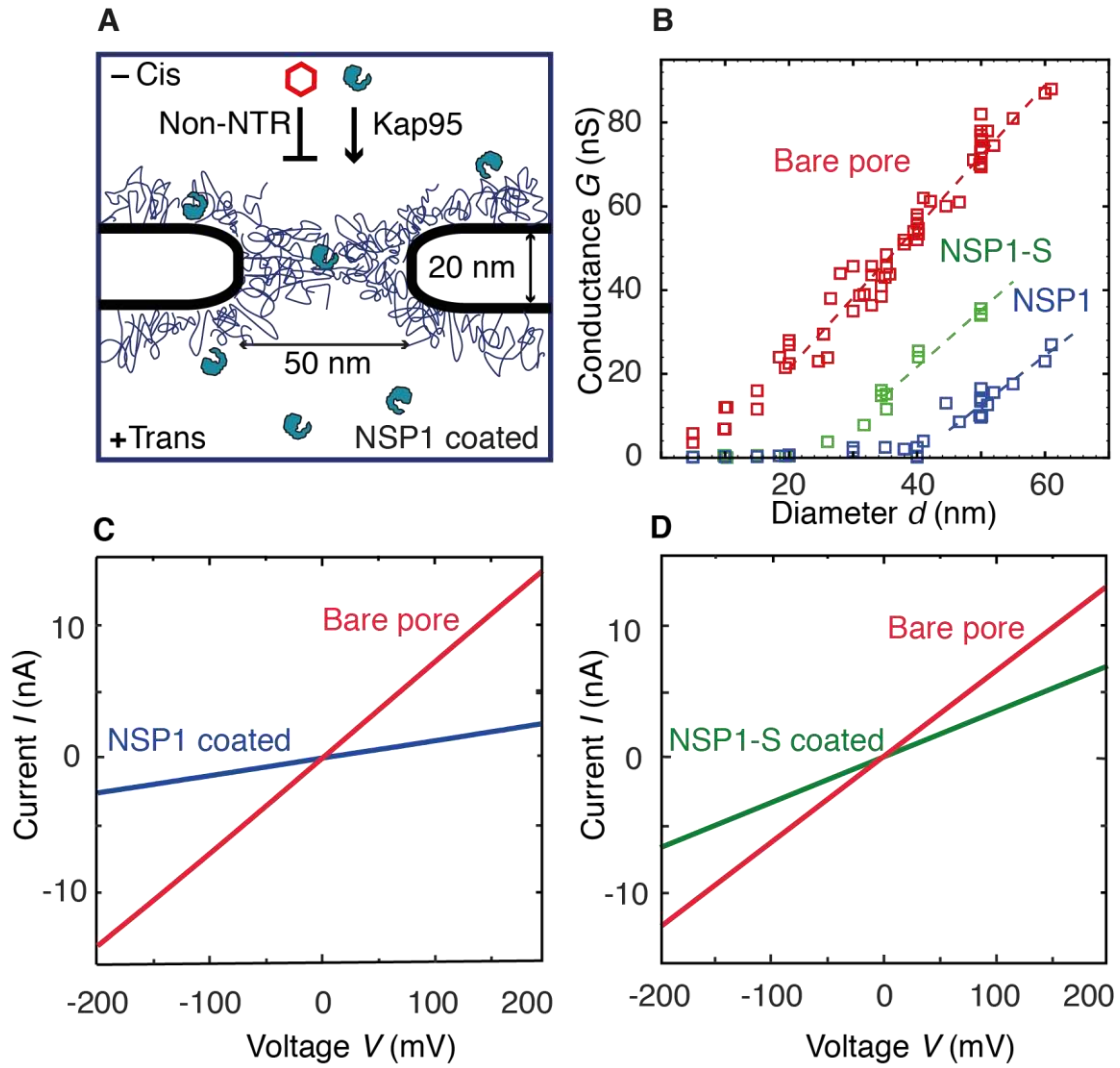 A
– Cis
Non-NTR
Kap95
20 nm
50 nm
+Trans
NSP1 coated
B
Conductance G (nS)
80
60
40
20
0
Bare pore
NSP1-S
NSP1
20
40
60
Diameter d (nm)
C
Current I (nA)
10
0
-10
Bare pore
NSP1 coated
-200
-100
0
100
200
Voltage V (mV)
D
Current I (nA)
10
0
-10
Bare pore
NSP1-S coated
-200
-100
0
100
200
Voltage V (mV)